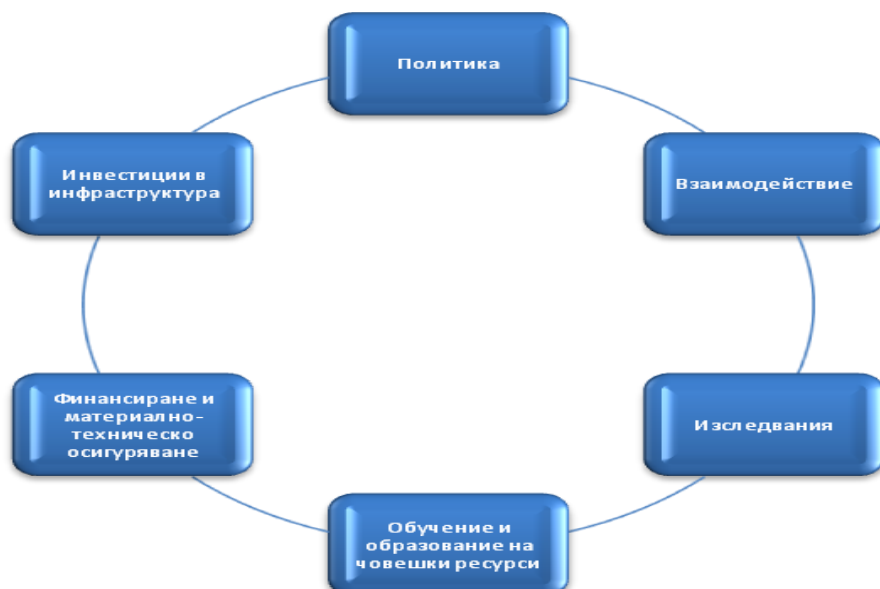 Политика
Взаимодействие
Изследвания
Обучение и
образование на
човешки ресурси
Финансиране и
материално-
техническо
осигуряване
Инвестиции в
инфраструктура